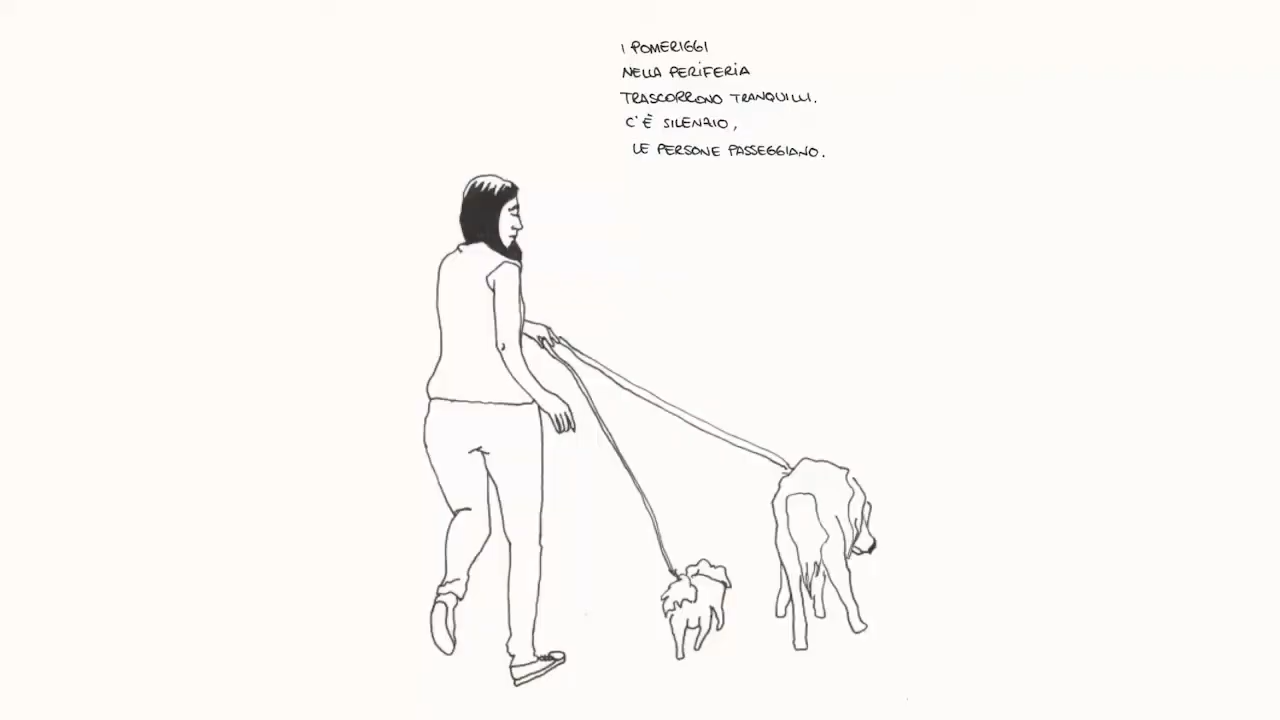 I POMERIGGI
NELLA PERIFERIA
TRASCORRONO TRANQUILLI.
C'È SILENZIO,
LE PERSONE PASSEGGIANO.